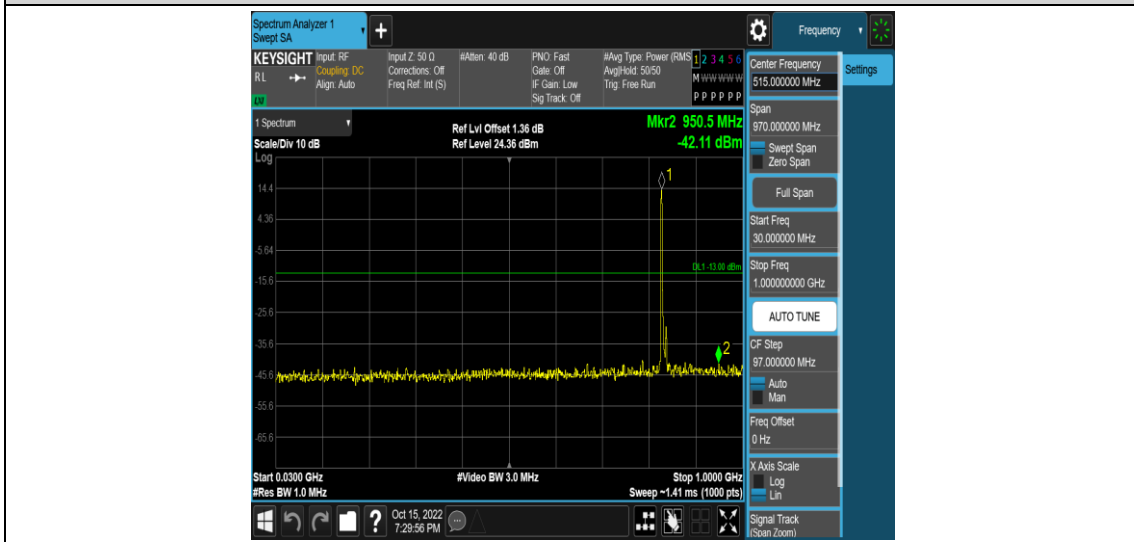 Spectrum Analyzer 1
Swept SA
+
Frequency
KEYSIGHT
RL
LXI
Input: RF
Coupling: DC
Align: Auto
Input Z: 50 Ω
Corrections: Off
Freq Ref: Int (S)
#Atten: 40 dB
PNO: Fast
Gate: Off
IF Gain: Low
Sig Track: Off
#Avg Type: Power (RMS
Avg|Hold: 50/50
Trig: Free Run
1 2 3 4 5 6
M W W W W W
P P P P P P
1 Spectrum
Scale/Div 10 dB
Ref Lvl Offset 1.36 dB
Ref Level 24.36 dBm
Mkr2 950.5 MHz
-42.11 dBm
Log
14.4
4.36
-5.64
-15.6
-25.6
-35.6
-45.6
-55.6
-65.6
1
DL1 -13.00 dBm
2
Start 0.0300 GHz
#Res BW 1.0 MHz
#Video BW 3.0 MHz
Stop 1.0000 GHz
Sweep ~1.41 ms (1000 pts)
Center Frequency
515.000000 MHz
Settings
Span
970.000000 MHz
Swept Span
Zero Span
Full Span
Start Freq
30.000000 MHz
Stop Freq
1.000000000 GHz
AUTO TUNE
CF Step
97.000000 MHz
Auto
Man
Freq Offset
0 Hz
X Axis Scale
Log
Lin
Signal Track
(Span Zoom)
?
Oct 15, 2022
7:29:56 PM